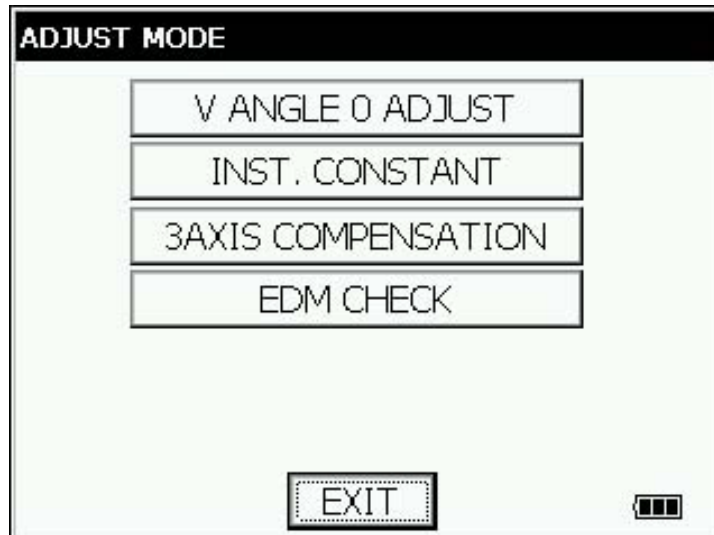 ADJUST MODE
V ANGLE 0 ADJUST
INST. CONSTANT
3AXIS COMPENSATION
EDM CHECK
EXIT